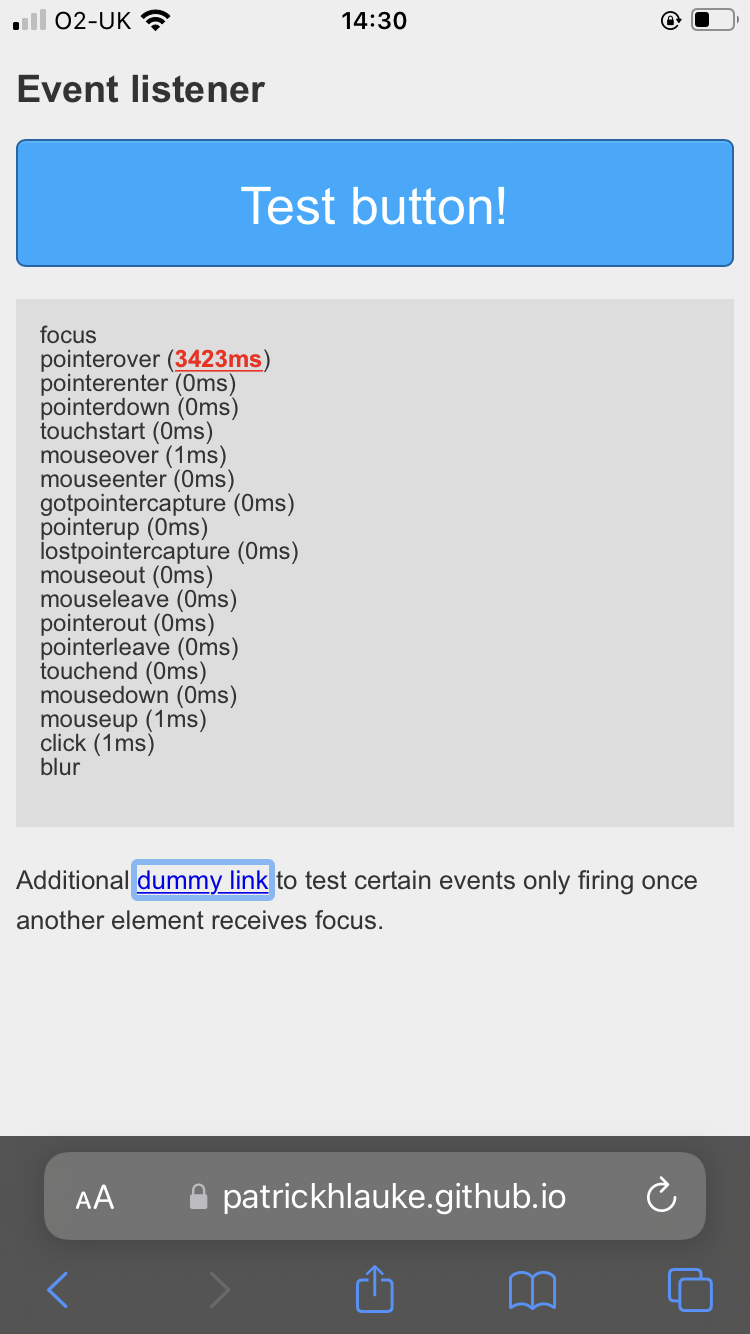 O2-UK 14:30
Event listener
Test button!
focus
pointerover (3423ms)
pointerenter (0ms)
pointerdown (0ms)
touchstart (0ms)
mouseover (1ms)
mouseenter (0ms)
gotpointercapture (0ms)
pointerup (0ms)
lostpointercapture (0ms)
mouseout (0ms)
mouseleave (0ms)
pointerout (0ms)
pointerleave (0ms)
touchend (0ms)
mousedown (0ms)
mouseup (1ms)
click (1ms)
blur
Additional dummy link to test certain events only firing once
another element receives focus.
AA patrickhlauke.github.io